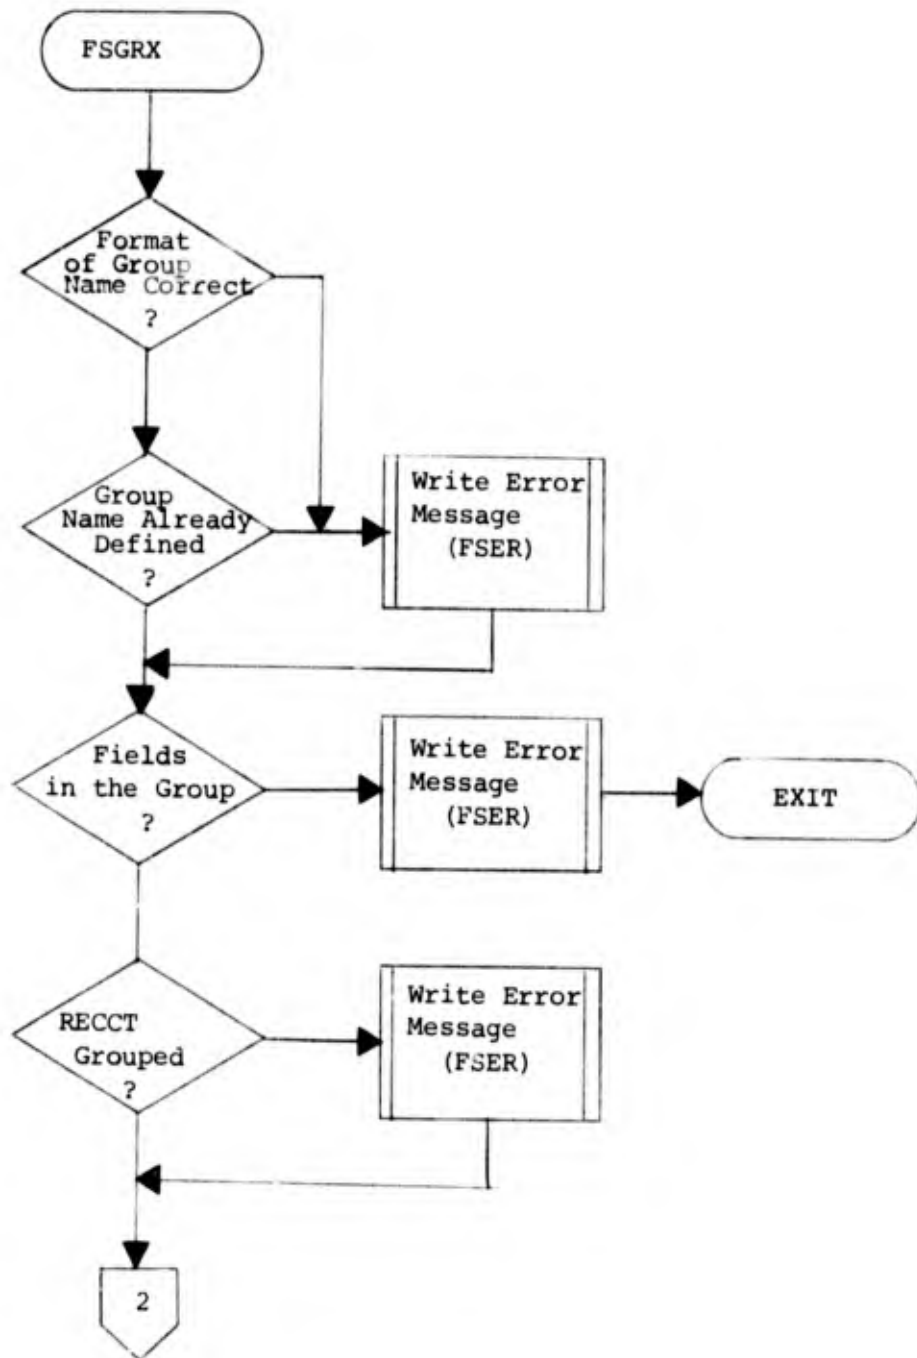 FSGRX
Format
of Group
Name Correct
?
Group
Name Already
Defined
?
Write Error
Message
(FSER)
Fields
in the Group
?
Write Error
Message
(FSER)
EXIT
RECCT
Grouped
?
Write Error
Message
(FSER)
2